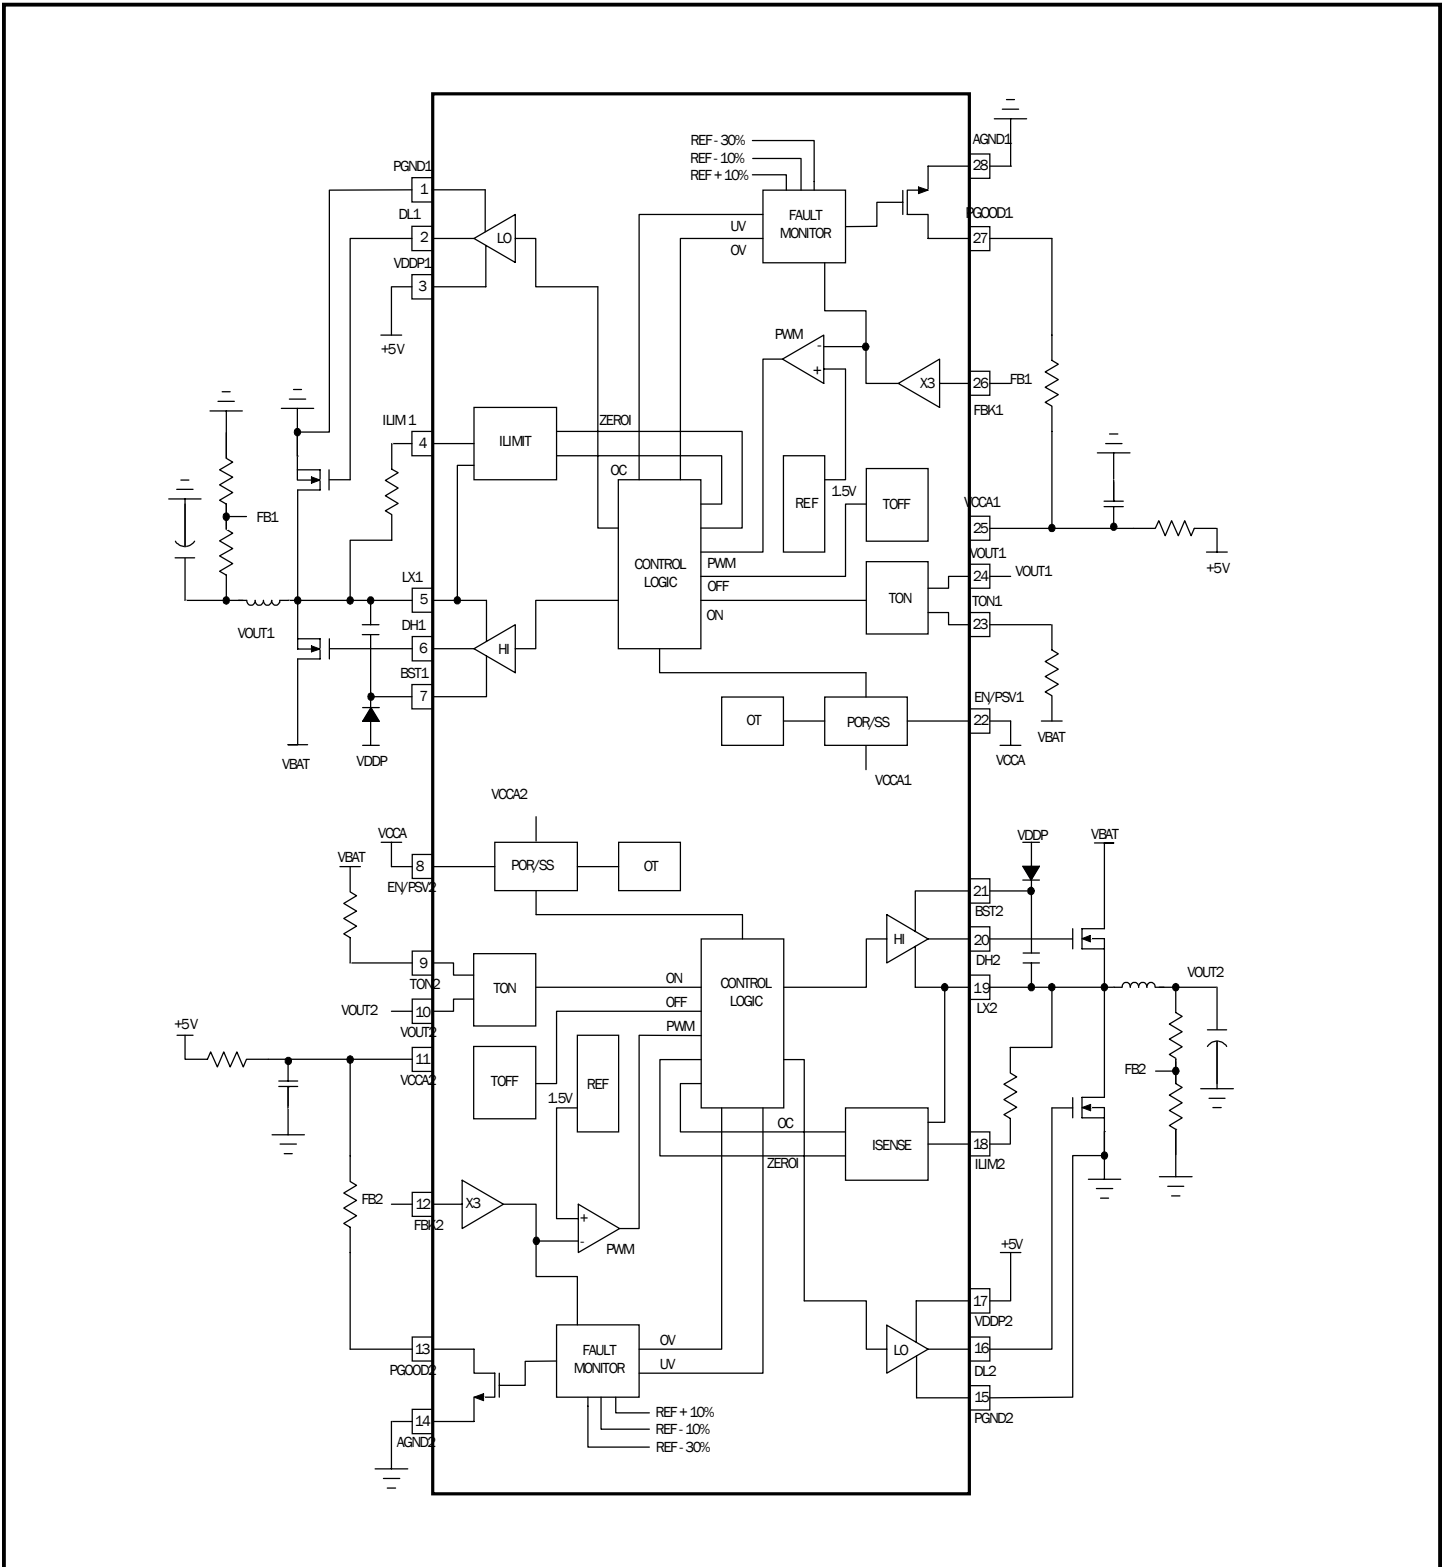 REF - 30%
REF - 10%
REF + 10%
AGND1
28
PGND1
1
FAULT
MONITOR
UV
OV
PGOOD1
27
DL1
2
LO
VDDP1
3
+5V
PWM
-
+
X3
26
FB1
FBK1
ILIM 1
4
ILIMIT
ZEROI
OC
REF
1.5V
TOFF
VCCA1
25
+5V
FB1
CONTROL
LOGIC
PWM
OFF
ON
VOUT1
24
VOUT1
TON
TON1
23
LX1
5
VOUT1
DH1
6
HI
BST1
7
VBAT
VDDP
OT
POR/SS
EN/PSV1
22
VBAT
VCCA
VCCA1
VCCA2
VCCA
8
EN/PSV2
POR/SS
OT
VBAT
VDDP
VBAT
21
BST2
HI
20
DH2
9
TON2
TON
ON
CONTROL
LOGIC
19
LX2
VOUT2
VOUT2
10
VOUT2
OFF
PWM
+5V
11
VCCA2
TOFF
REF
1.5V
FB2
OC
ISENSE
18
ILIM2
ZEROI
FB2
12
FBK2
X3
+
-
PWM
+5V
17
VDDP2
13
PGOOD2
FAULT
MONITOR
OV
UV
LO
16
DL2
15
PGND2
14
AGND2
REF + 10%
REF - 10%
REF - 30%